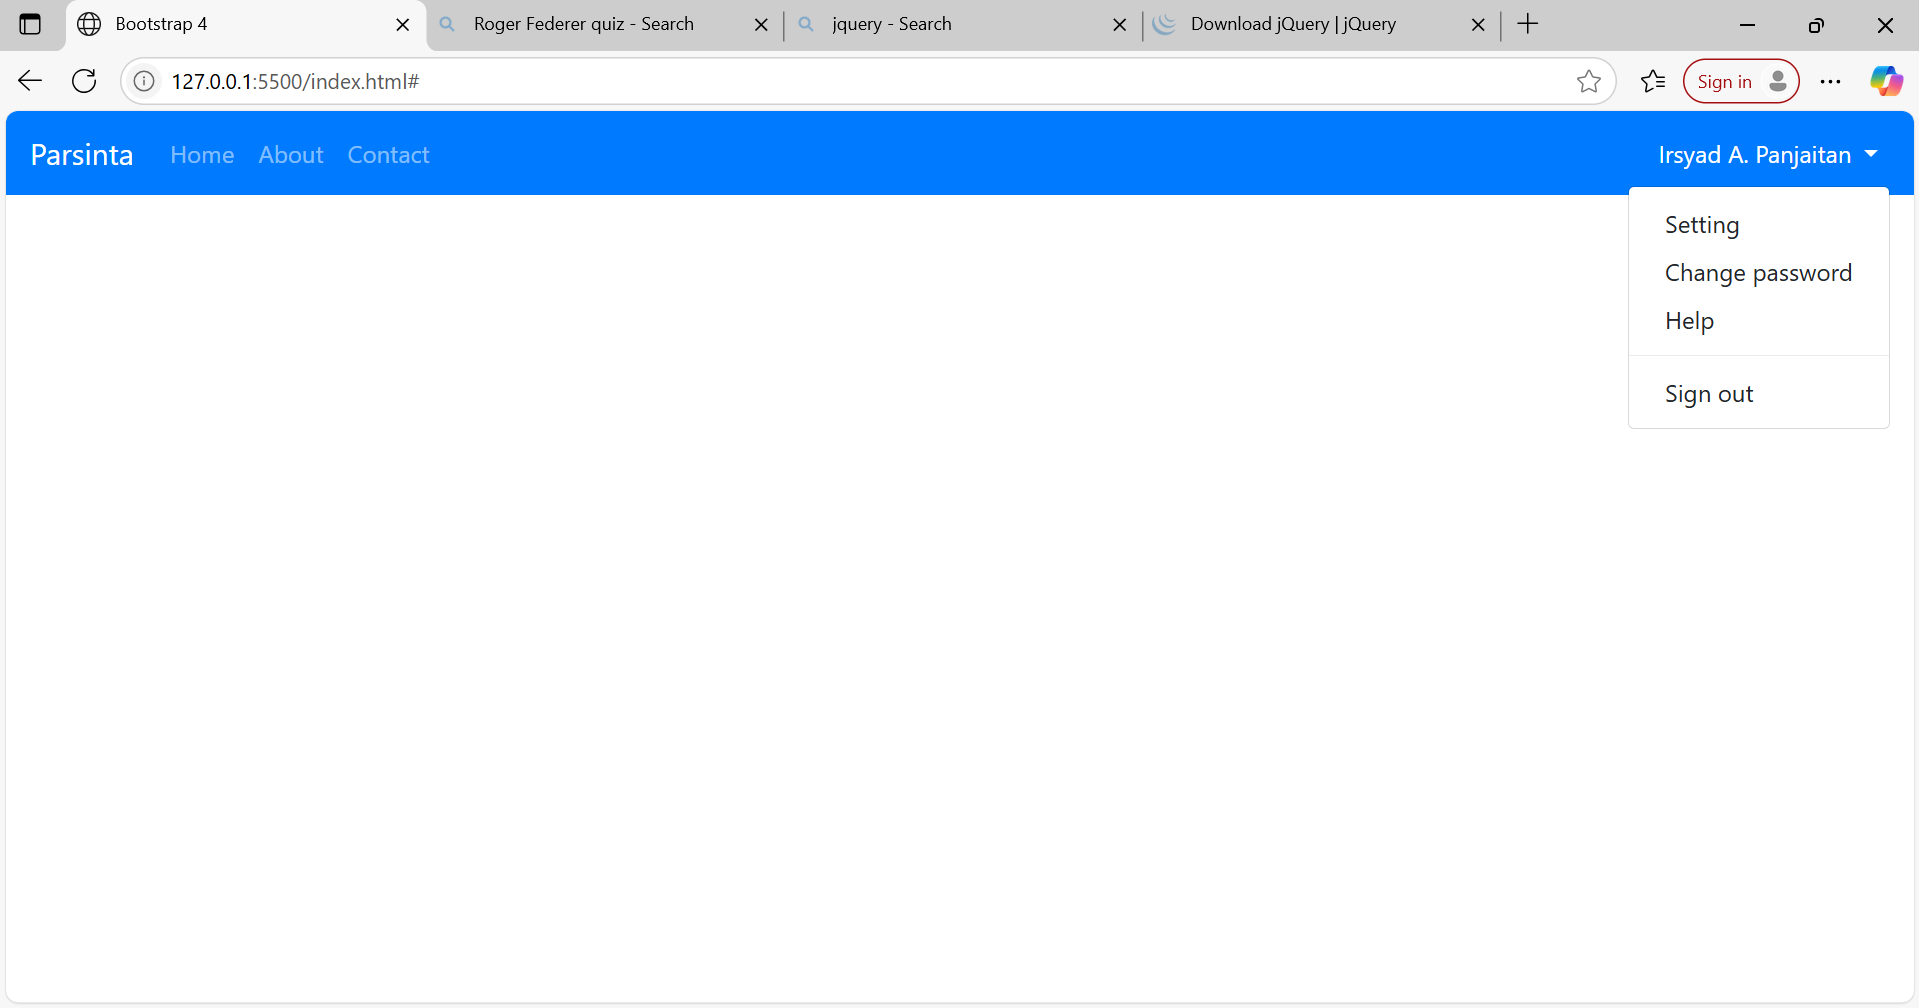 Bootstrap 4
Roger Federer quiz - Search
jquery - Search
Download jQuery | jQuery
127.0.0.1:5500/index.html#
Sign in
Parsinta
Home
About
Contact
Irsyad A. Panjaitan
Setting
Change password
Help
Sign out